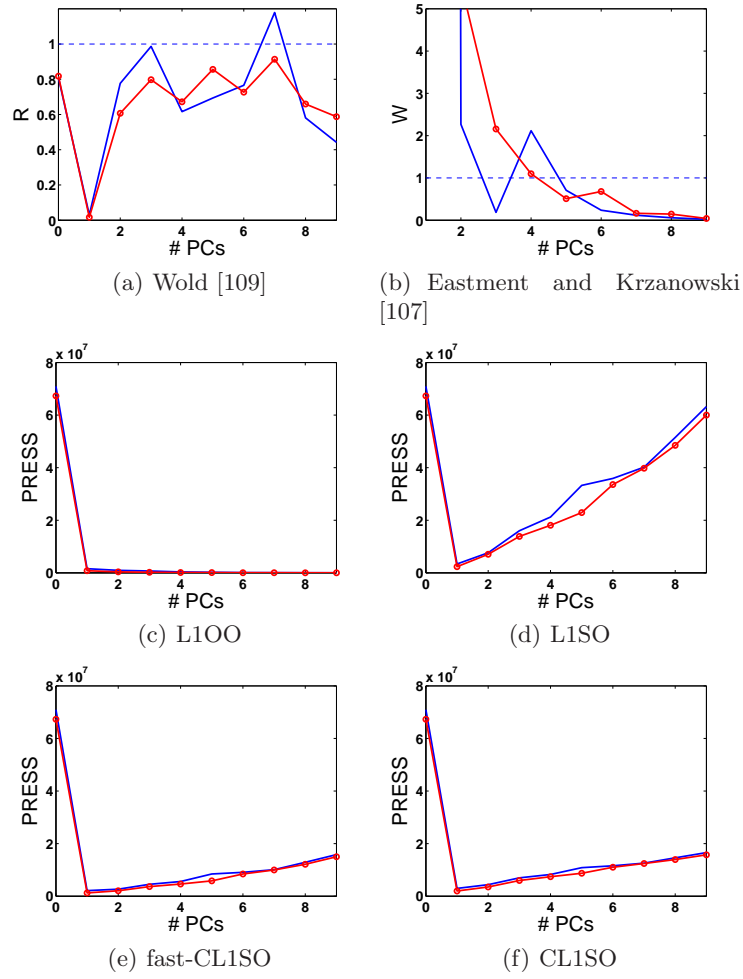 R
1
0.8
0.6
0.4
0.2
0
0 2 4 6 8
# PCs
(a) Wold [109]
W
5
4
3
2
1
0
2 4 6 8
# PCs
(b) Eastment and Krzanowski
[107]
x 10^7
PRESS
8
6
4
2
0
0 2 4 6 8
# PCs
(c) L1OO
x 10^7
PRESS
8
6
4
2
0
0 2 4 6 8
# PCs
(d) L1SO
x 10^7
PRESS
8
6
4
2
0
0 2 4 6 8
# PCs
(e) fast-CL1SO
x 10^7
PRESS
8
6
4
2
0
0 2 4 6 8
# PCs
(f) CL1SO